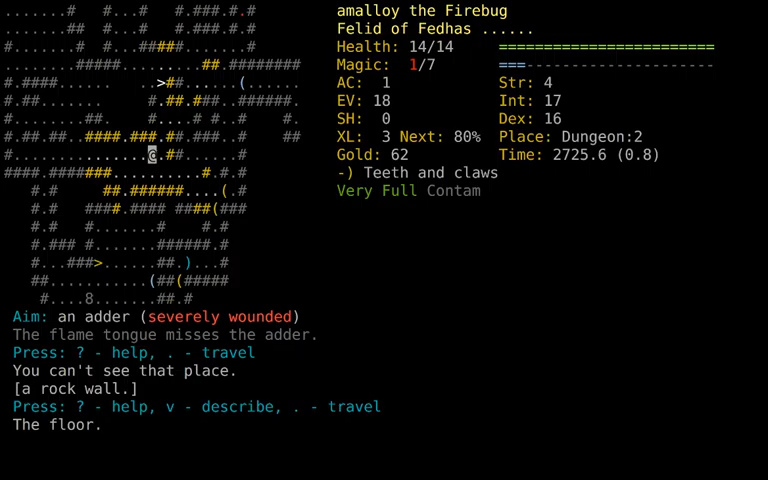 amalloy the Firebug
Felid of Fedhas ......
Health: 14/14 ========================
Magic: 1/7 ===---------------------
AC: 1 Str: 4
EV: 18 Int: 17
SH: 0 Dex: 16
XL: 3 Next: 80% Place: Dungeon:2
Gold: 62 Time: 2725.6 (0.8)
-) Teeth and claws
Very Full Contam
Aim: an adder (severely wounded)
The flame tongue misses the adder.
Press: ? - help, . - travel
You can't see that place.
[a rock wall.]
Press: ? - help, v - describe, . - travel
The floor.